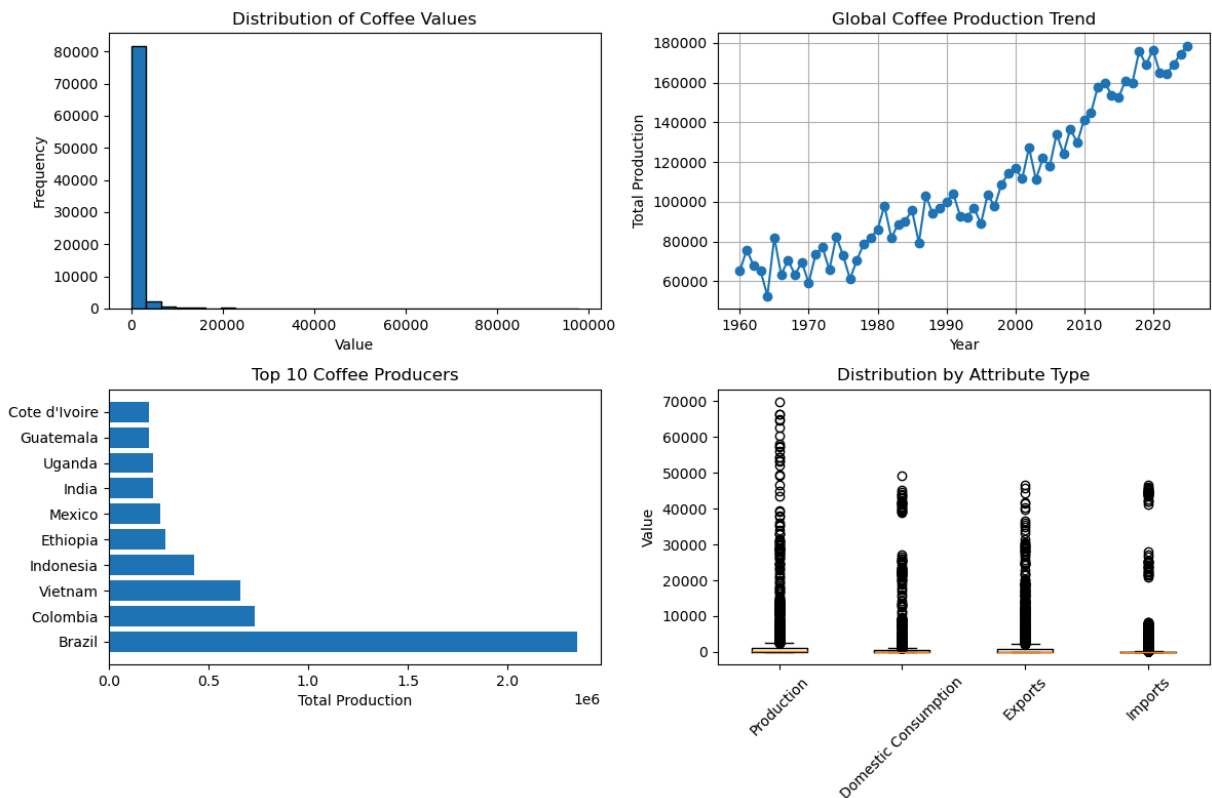 Distribution of Coffee Values
80000
70000
60000
50000
40000
30000
20000
10000
0
Frequency
0 20000 40000 60000 80000 100000
Value
Global Coffee Production Trend
180000
160000
140000
120000
100000
80000
60000
Total Production
1960 1970 1980 1990 2000 2010 2020
Year
Top 10 Coffee Producers
Cote d'Ivoire
Guatemala
Uganda
India
Mexico
Ethiopia
Indonesia
Vietnam
Colombia
Brazil
0.0 0.5 1.0 1.5 2.0
1e6
Total Production
Distribution by Attribute Type
70000
60000
50000
40000
30000
20000
10000
0
Value
Production
Domestic Consumption
Exports
Imports